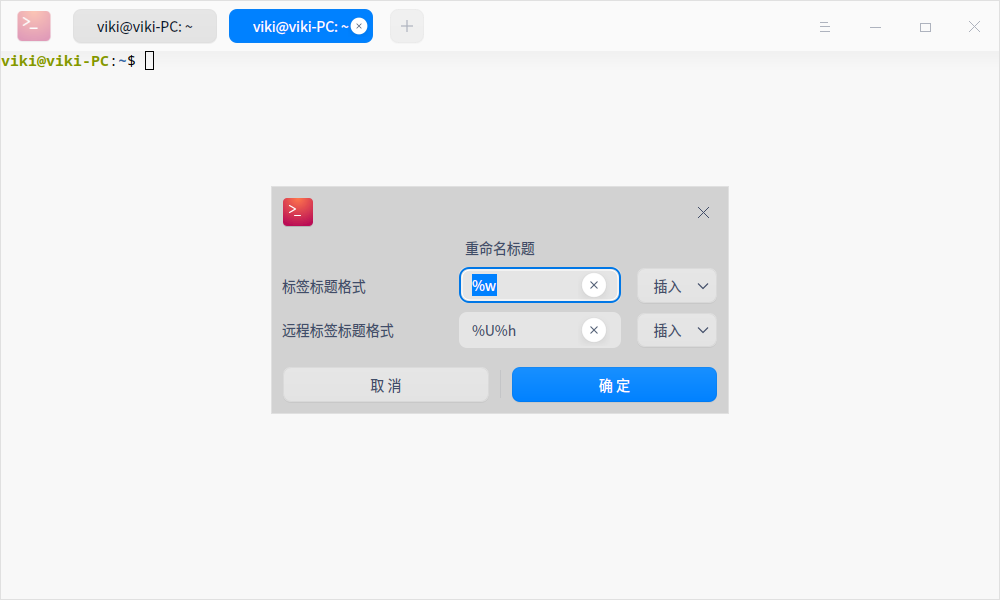 viki@viki-PC: ~
viki@viki-PC: ~
viki@viki-PC:~$
重命名标题
标签标题格式 %w 插入
远程标签标题格式 %U%h 插入
取 消 确 定